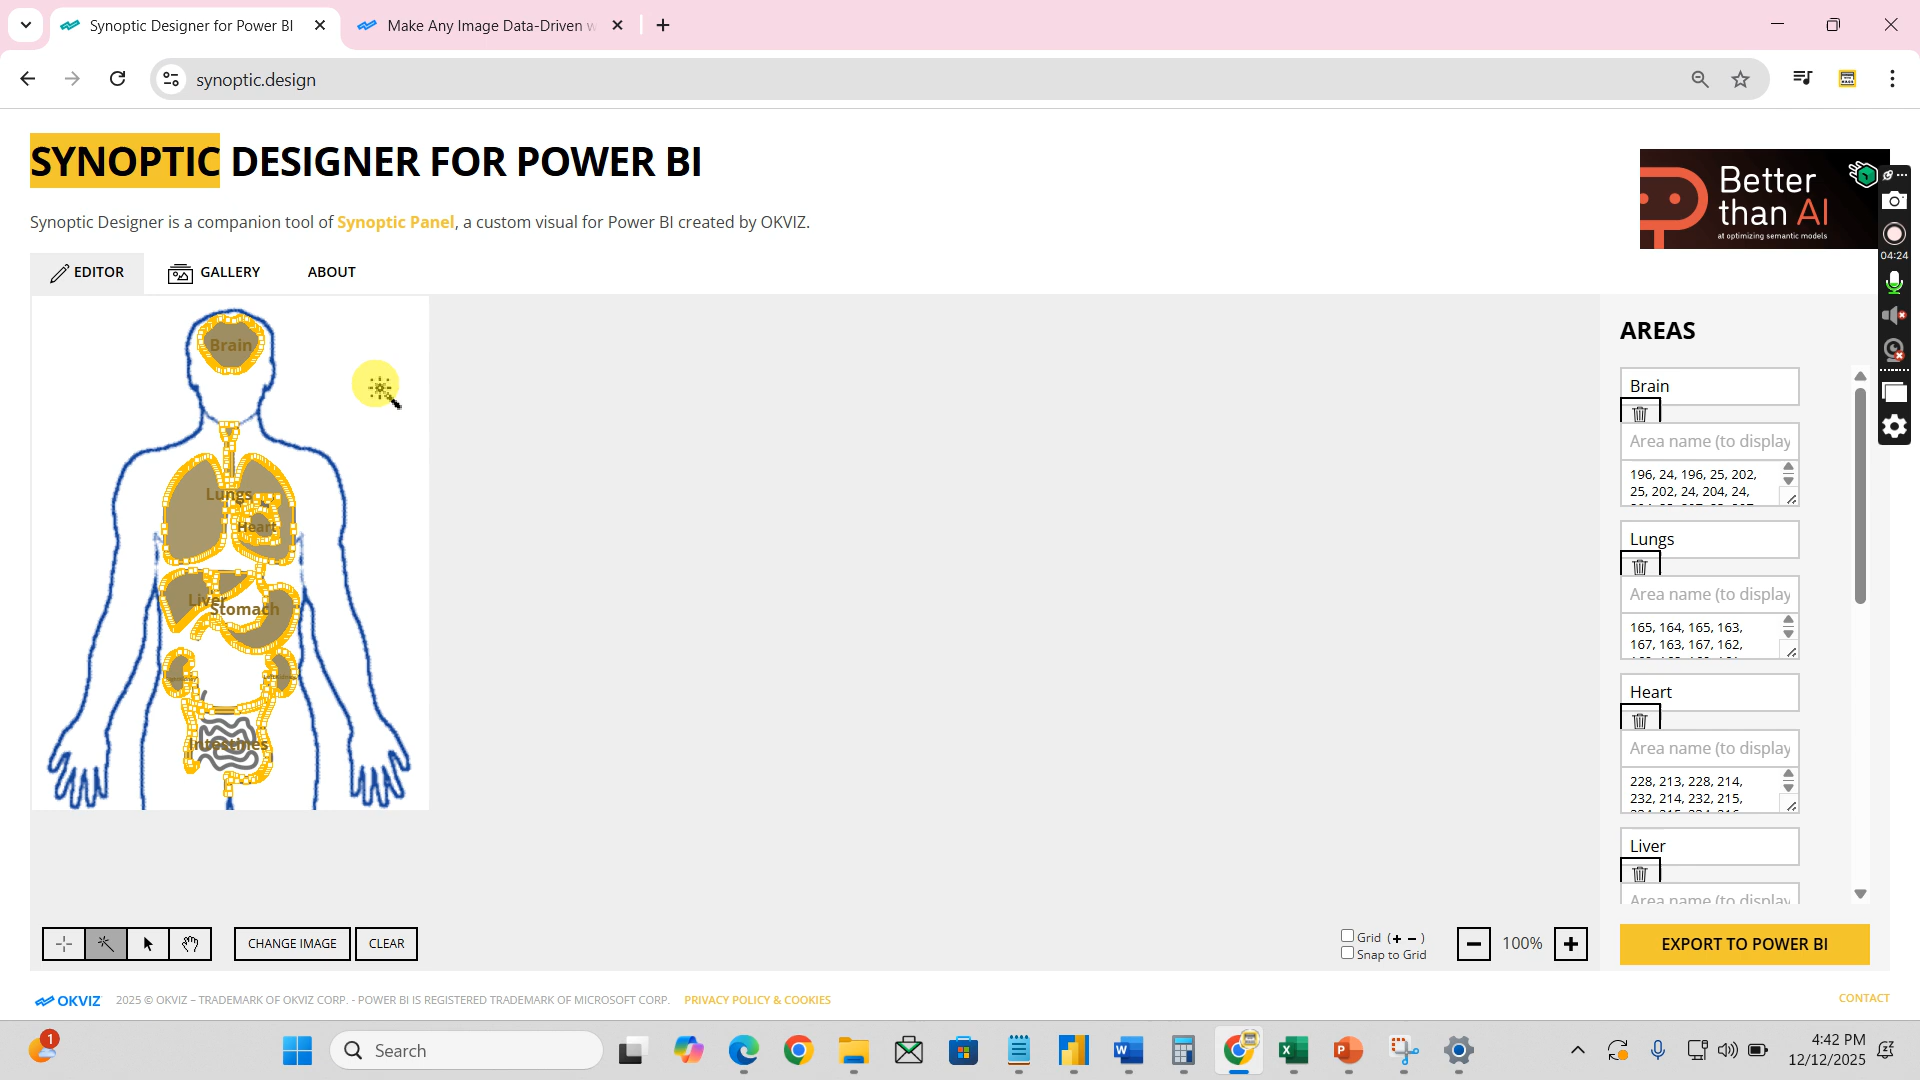 Synoptic Designer for Power BI
Make Any Image Data-Driven w
synoptic.design
SYNOPTIC DESIGNER FOR POWER BI
Synoptic Designer is a companion tool of Synoptic Panel, a custom visual for Power BI created by OKVIZ.
Better
than AI
at optimizing semantic models
04:24
EDITOR
GALLERY
ABOUT
Brain
Lungs
Heart
Liver
Stomach
Intestines
AREAS
Brain
Area name (to display
196, 24, 196, 25, 202,
25, 202, 24, 204, 24,
Lungs
Area name (to display
165, 164, 165, 163,
167, 163, 167, 162,
Heart
Area name (to display
228, 213, 228, 214,
232, 214, 232, 215,
Liver
Area name (to display
CHANGE IMAGE
CLEAR
Grid ( + − )
Snap to Grid
100%
EXPORT TO POWER BI
OKVIZ
2025 © OKVIZ – TRADEMARK OF OKVIZ CORP. - POWER BI IS REGISTERED TRADEMARK OF MICROSOFT CORP.
PRIVACY POLICY & COOKIES
CONTACT
1
Search
4:42 PM
12/12/2025